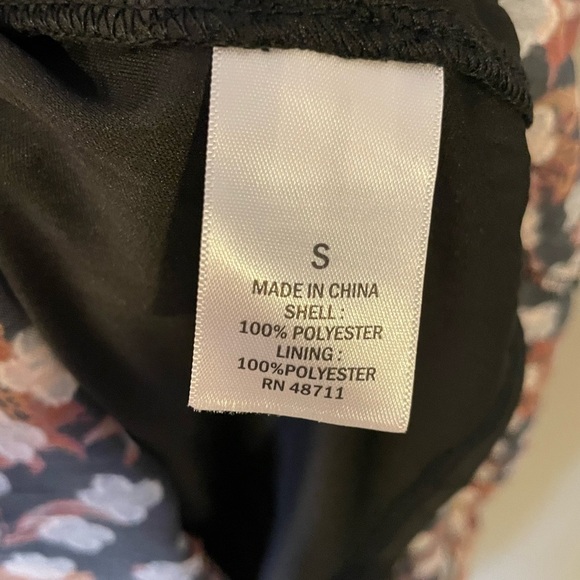 S
MADE IN CHINA
SHELL :
100% POLYESTER
LINING :
100%POLYESTER
RN 48711